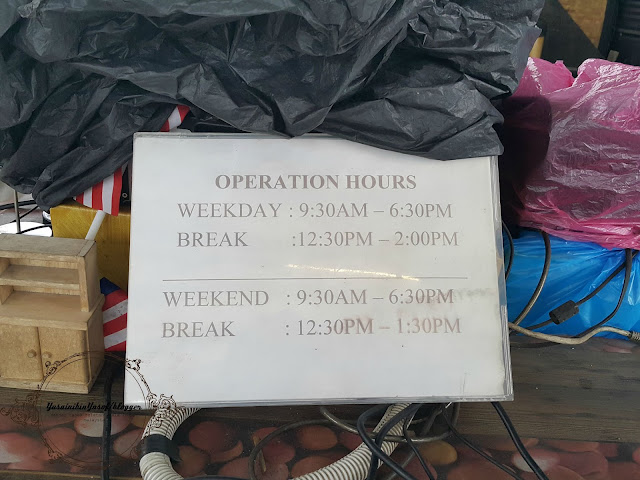 OPERATION HOURS
WEEKDAY : 9:30AM – 6:30PM
BREAK :12:30PM – 2:00PM
WEEKEND : 9:30AM – 6:30PM
BREAK : 12:30PM – 1:30PM